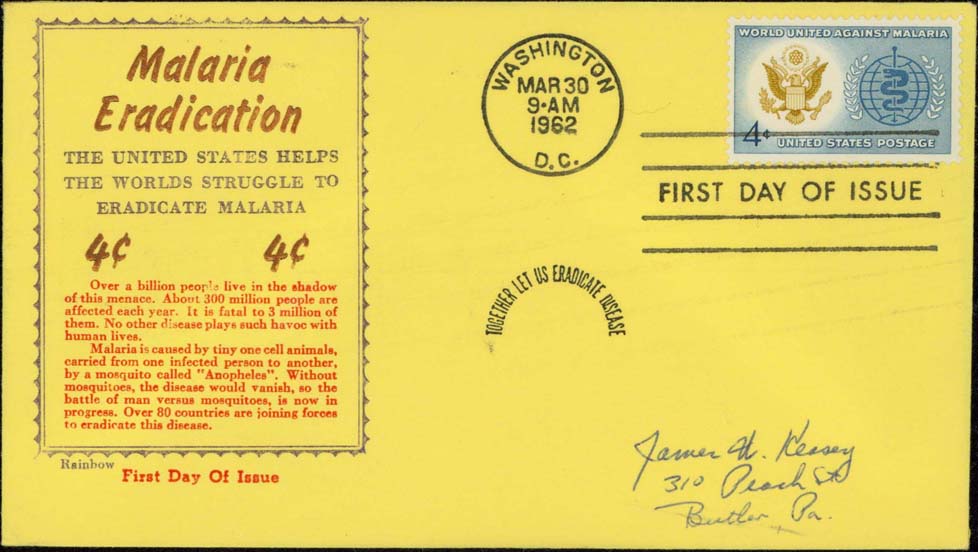 Malaria
Eradication
THE UNITED STATES HELPS
THE WORLDS STRUGGLE TO
ERADICATE MALARIA
4¢ 4¢
Over a billion people live in the shadow
of this menace. About 300 million people are
affected each year. It is fatal to 3 million of
them. No other disease plays such havoc with
human lives.
Malaria is caused by tiny one cell animals,
carried from one infected person to another,
by a mosquito called "Anopheles". Without
mosquitoes, the disease would vanish, so the
battle of man versus mosquitoes, is now in
progress. Over 80 countries are joining forces
to eradicate this disease.
Rainbow
First Day Of Issue
WASHINGTON
MAR 30
9•AM
1962
D.C.
WORLD UNITED AGAINST MALARIA
4¢
UNITED STATES POSTAGE
FIRST DAY OF ISSUE
TOGETHER LET US ERADICATE DISEASE
James W. Kearey
310 Peach St
Butler, Pa.